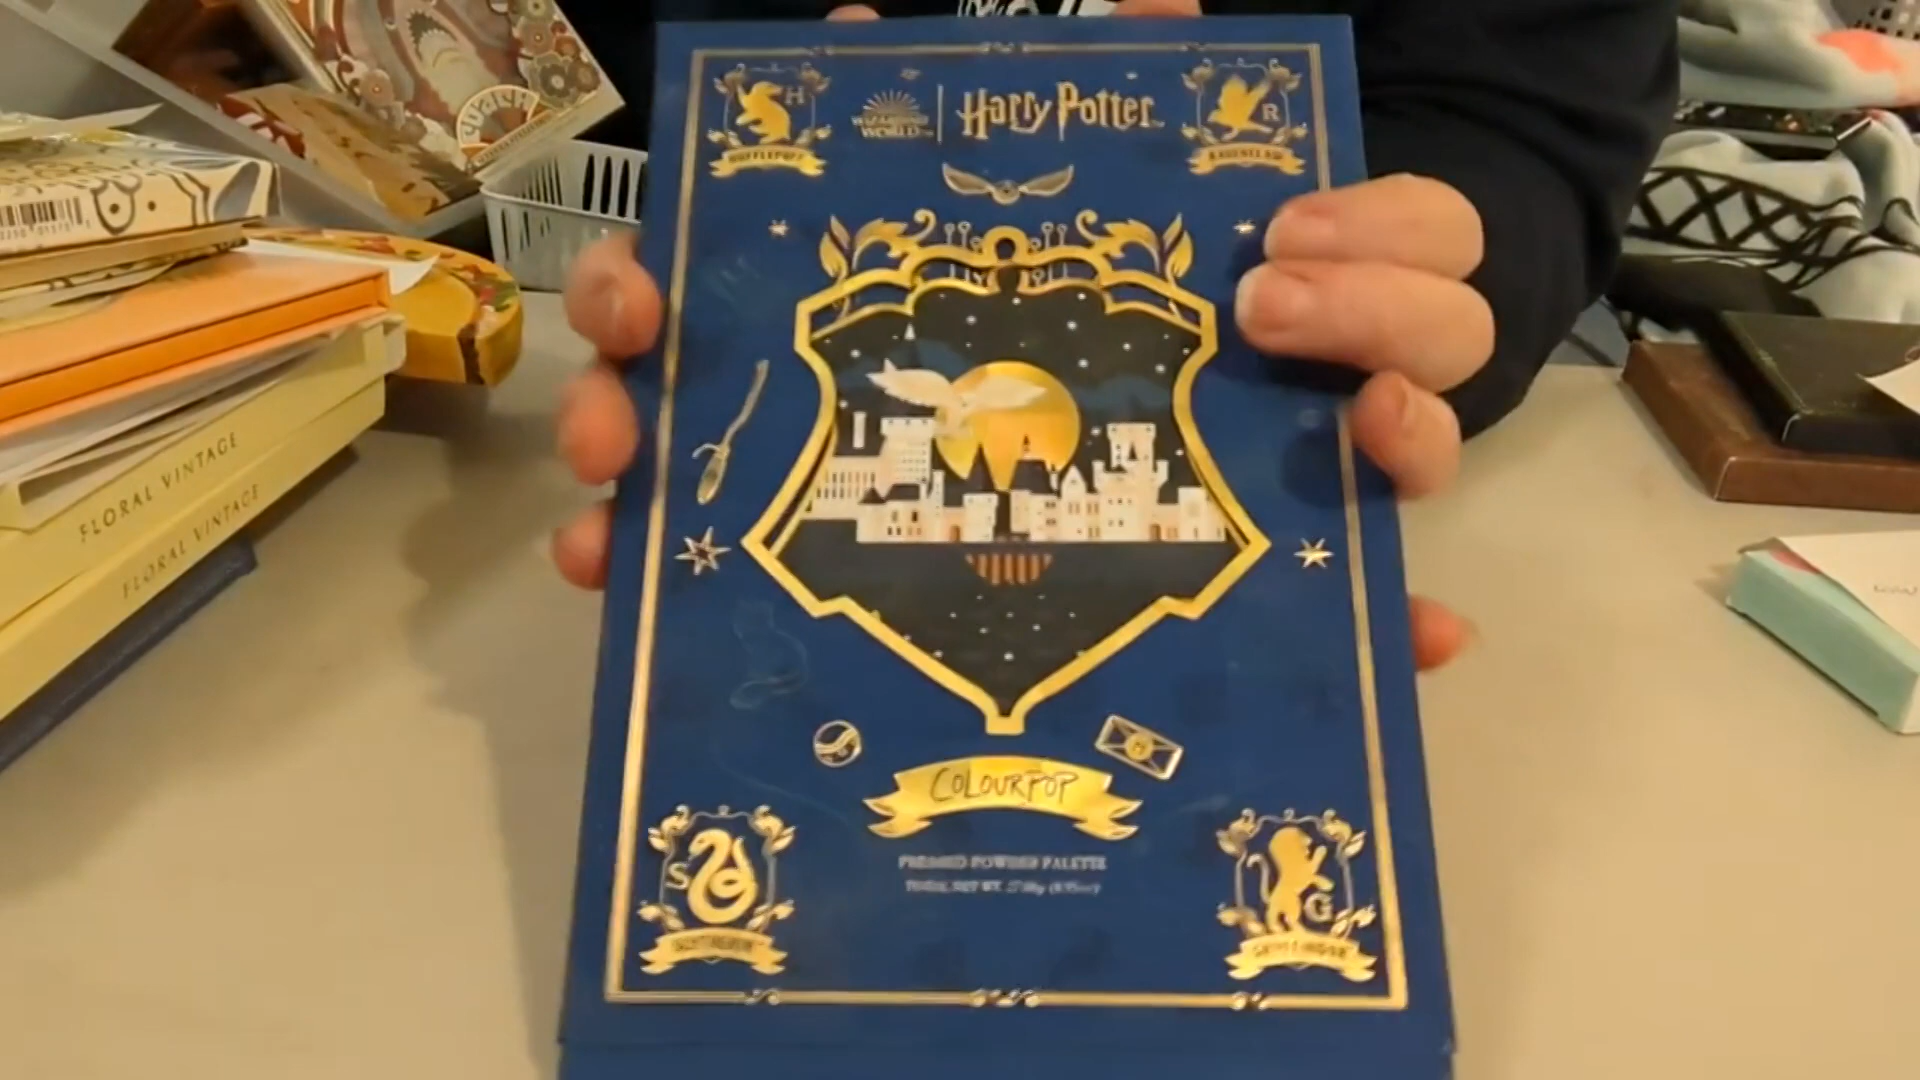 H
HUFFLEPUFF
WIZARDING
WORLD
Harry Potter
R
RAVENCLAW
COLOURPOP
PRESSED POWDER PALETTE
S
SLYTHERIN
G
GRYFFINDOR
FLORAL VINTAGE
FLORAL VINTAGE